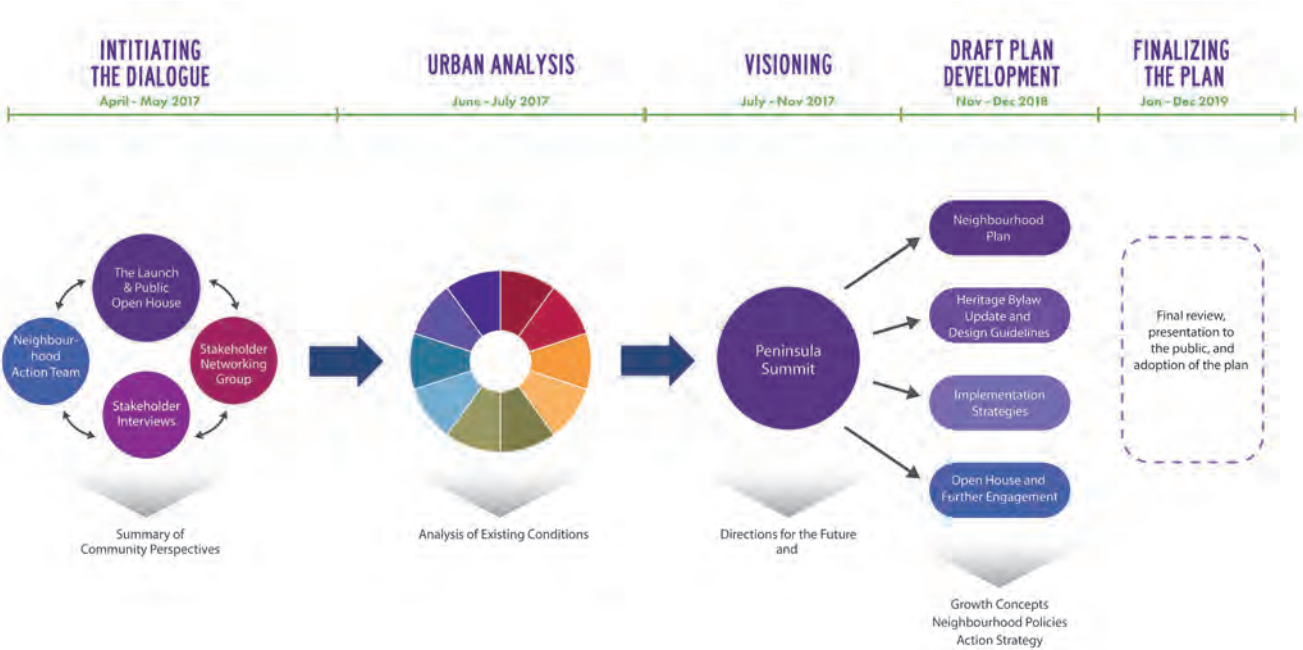 INTITIATING
THE DIALOGUE
April - May 2017
URBAN ANALYSIS
June - July 2017
VISIONING
July - Nov 2017
DRAFT PLAN
DEVELOPMENT
Nov - Dec 2018
FINALIZING
THE PLAN
Jan - Dec 2019
The Launch
& Public
Open House
Neighbour-
hood
Action Team
Stakeholder
Networking
Group
Stakeholder
Interviews
Summary of
Community Perspectives
Analysis of Existing Conditions
Peninsula
Summit
Directions for the Future
and
Neighbourhood
Plan
Heritage Bylaw
Update and
Design Guidelines
Implementation
Strategies
Open House and
Further Engagement
Growth Concepts
Neighbourhood Policies
Action Strategy
Final review,
presentation to
the public, and
adoption of the plan